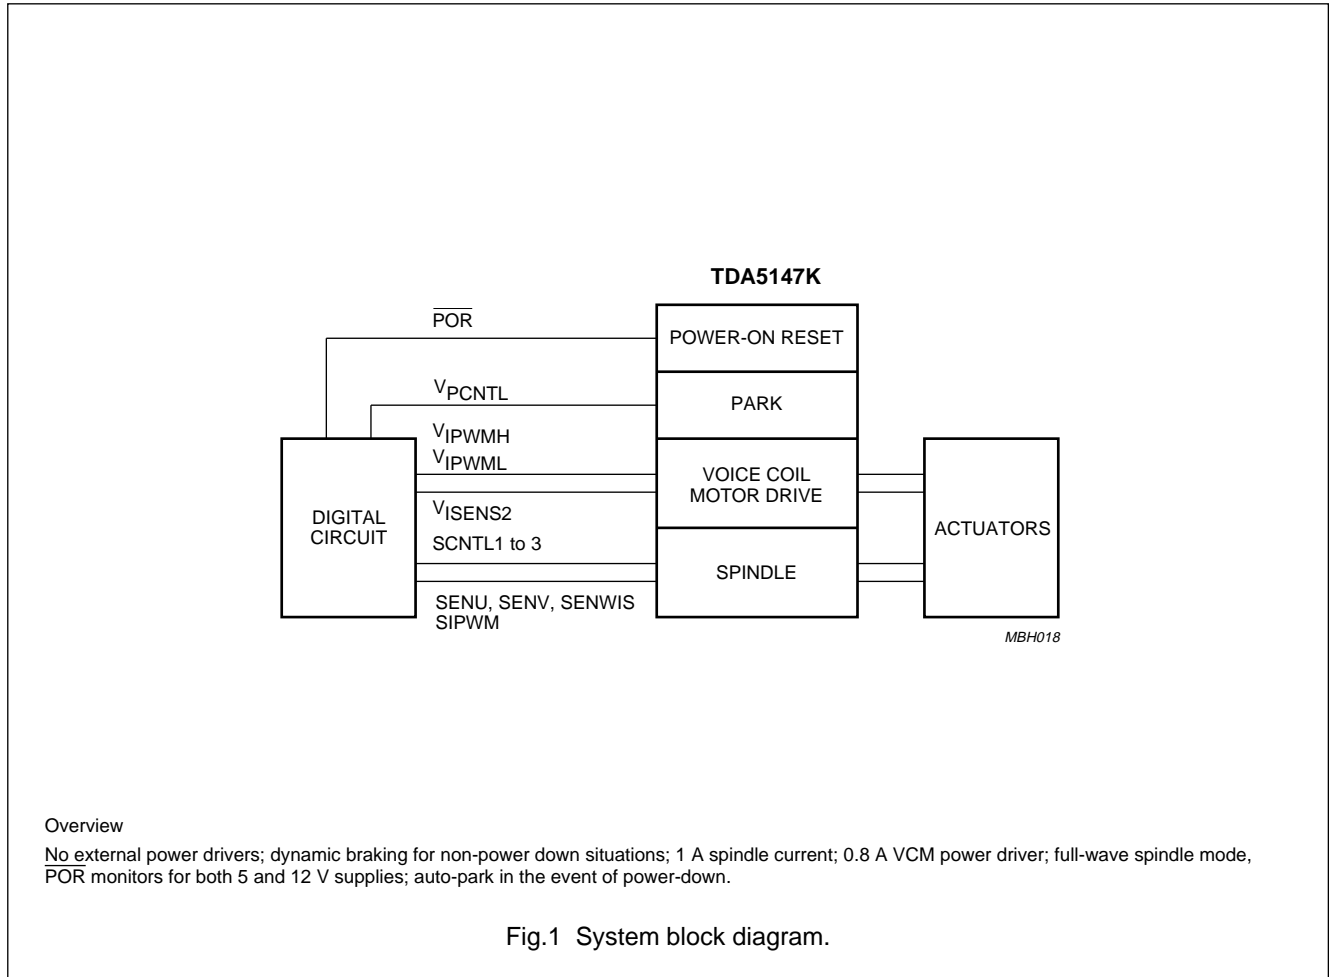 TDA5147K
POR
POWER-ON RESET
VPCNTL
PARK
VIPWMH
VIPWML
VOICE COIL
MOTOR DRIVE
DIGITAL
CIRCUIT
VISENS2
ACTUATORS
SCNTL1 to 3
SPINDLE
SENU, SENV, SENWIS
SIPWM
MBH018
Overview
No external power drivers; dynamic braking for non-power down situations; 1 A spindle current; 0.8 A VCM power driver; full-wave spindle mode,
POR monitors for both 5 and 12 V supplies; auto-park in the event of power-down.
Fig.1 System block diagram.